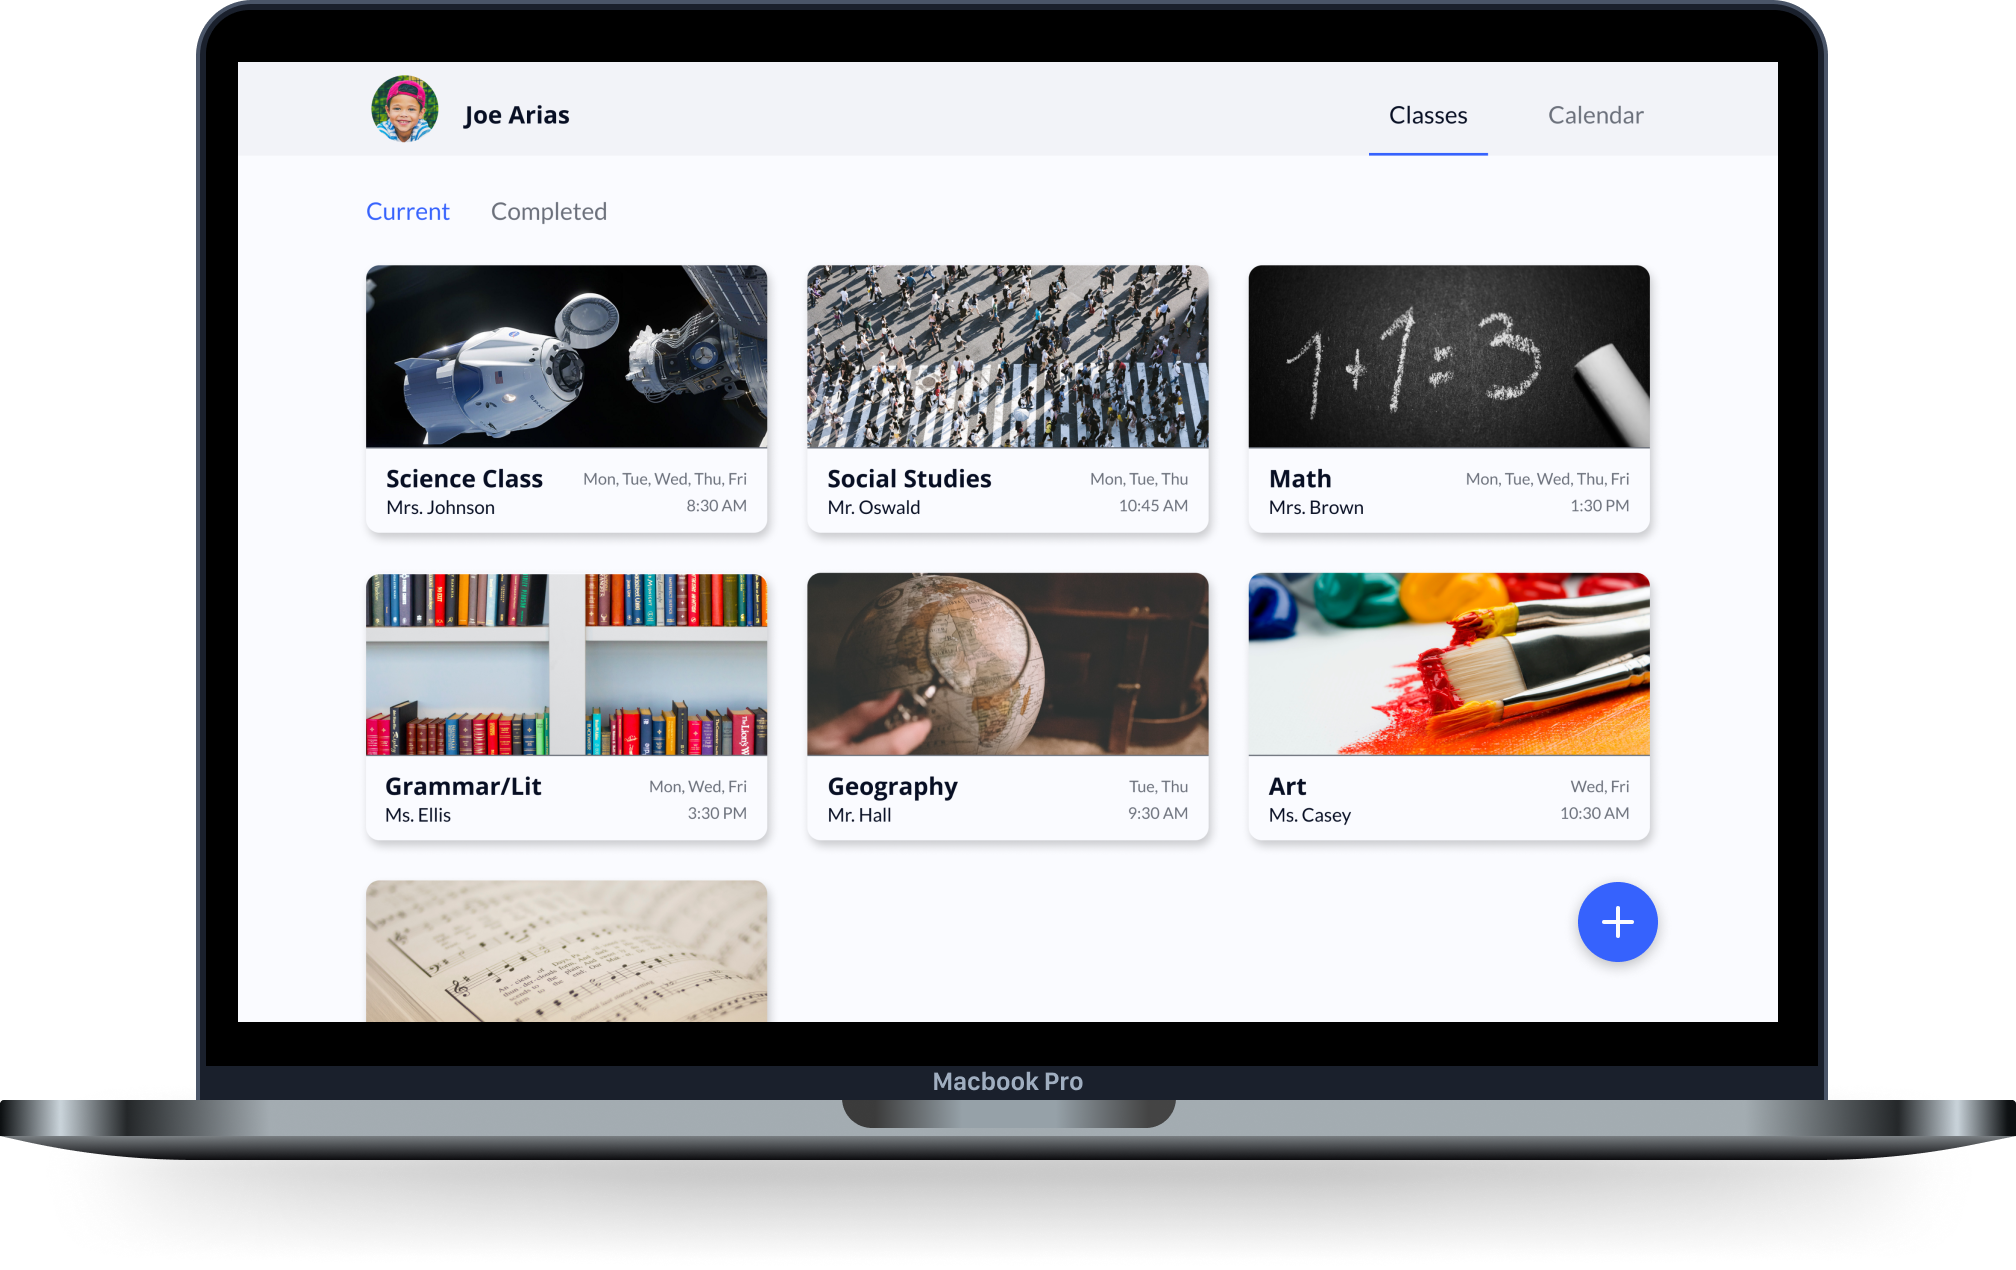 Joe Arias
Classes
Calendar
Current
Completed
1+1=3
Science Class
Mon, Tue, Wed, Thu, Fri
Mrs. Johnson
8:30 AM
Social Studies
Mon, Tue, Thu
Mr. Oswald
10:45 AM
Math
Mon, Tue, Wed, Thu, Fri
Mrs. Brown
1:30 PM
Grammar/Lit
Mon, Wed, Fri
Ms. Ellis
3:30 PM
Geography
Tue, Thu
Mr. Hall
9:30 AM
Art
Wed, Fri
Ms. Casey
10:30 AM
Macbook Pro